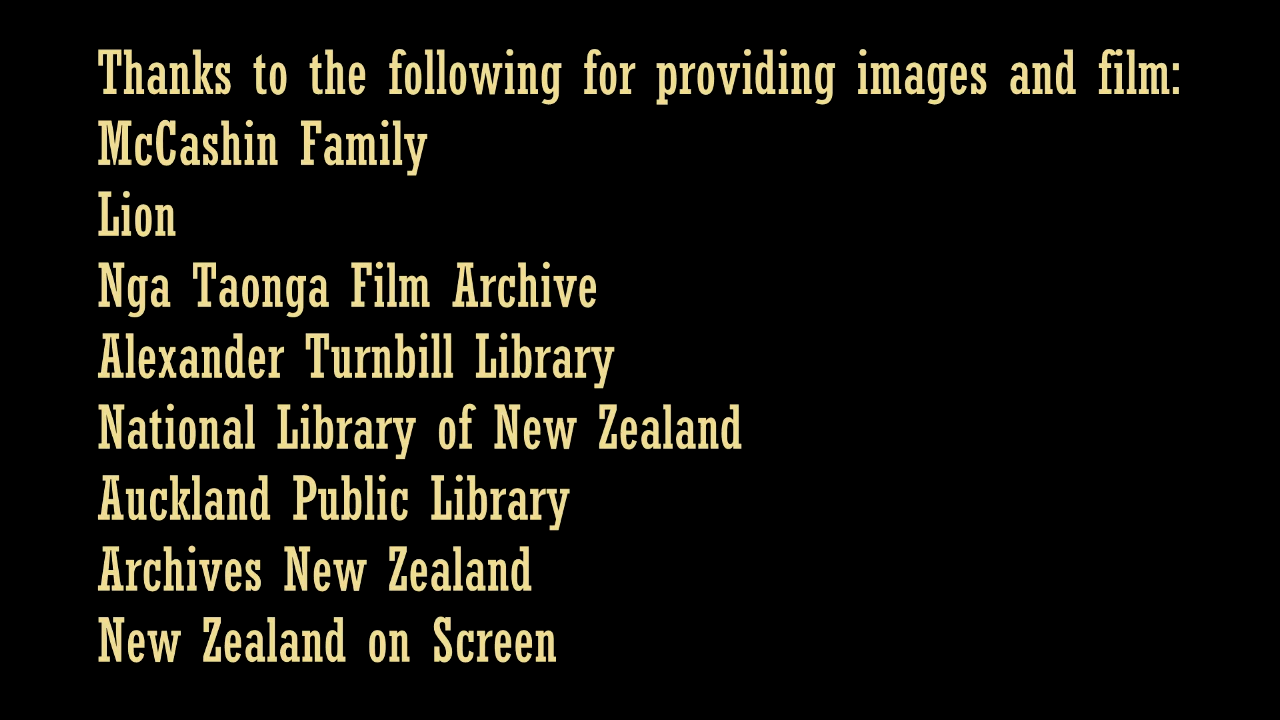 Thanks to the following for providing images and film:
McCashin Family
Lion
Nga Taonga Film Archive
Alexander Turnbill Library
National Library of New Zealand
Auckland Public Library
Archives New Zealand
New Zealand on Screen